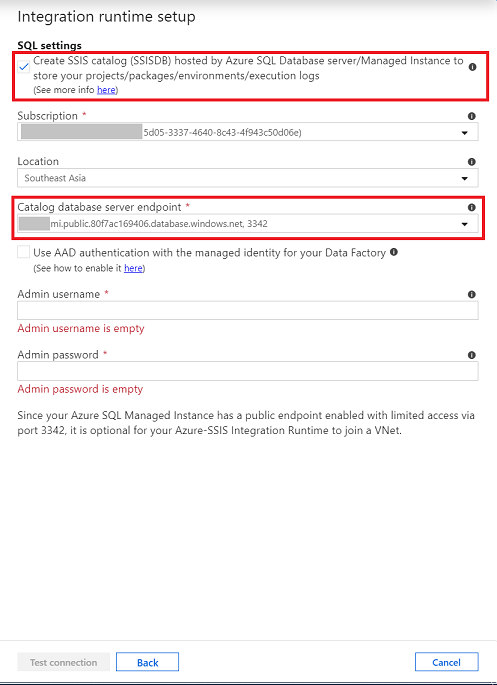 Integration runtime setup
SQL settings
Create SSIS catalog (SSISDB) hosted by Azure SQL Database server/Managed Instance to
store your projects/packages/environments/execution logs
(See more info here)
Subscription *
5d05-3337-4640-8c43-4f943c50d06e)
Location
Southeast Asia
Catalog database server endpoint *
mi.public.80f7ac169406.database.windows.net, 3342
Use AAD authentication with the managed identity for your Data Factory
(See how to enable it here)
Admin username *
Admin username is empty
Admin password *
Admin password is empty
Since your Azure SQL Managed Instance has a public endpoint enabled with limited access via
port 3342, it is optional for your Azure-SSIS Integration Runtime to join a VNet.
Test connection
Back
Cancel